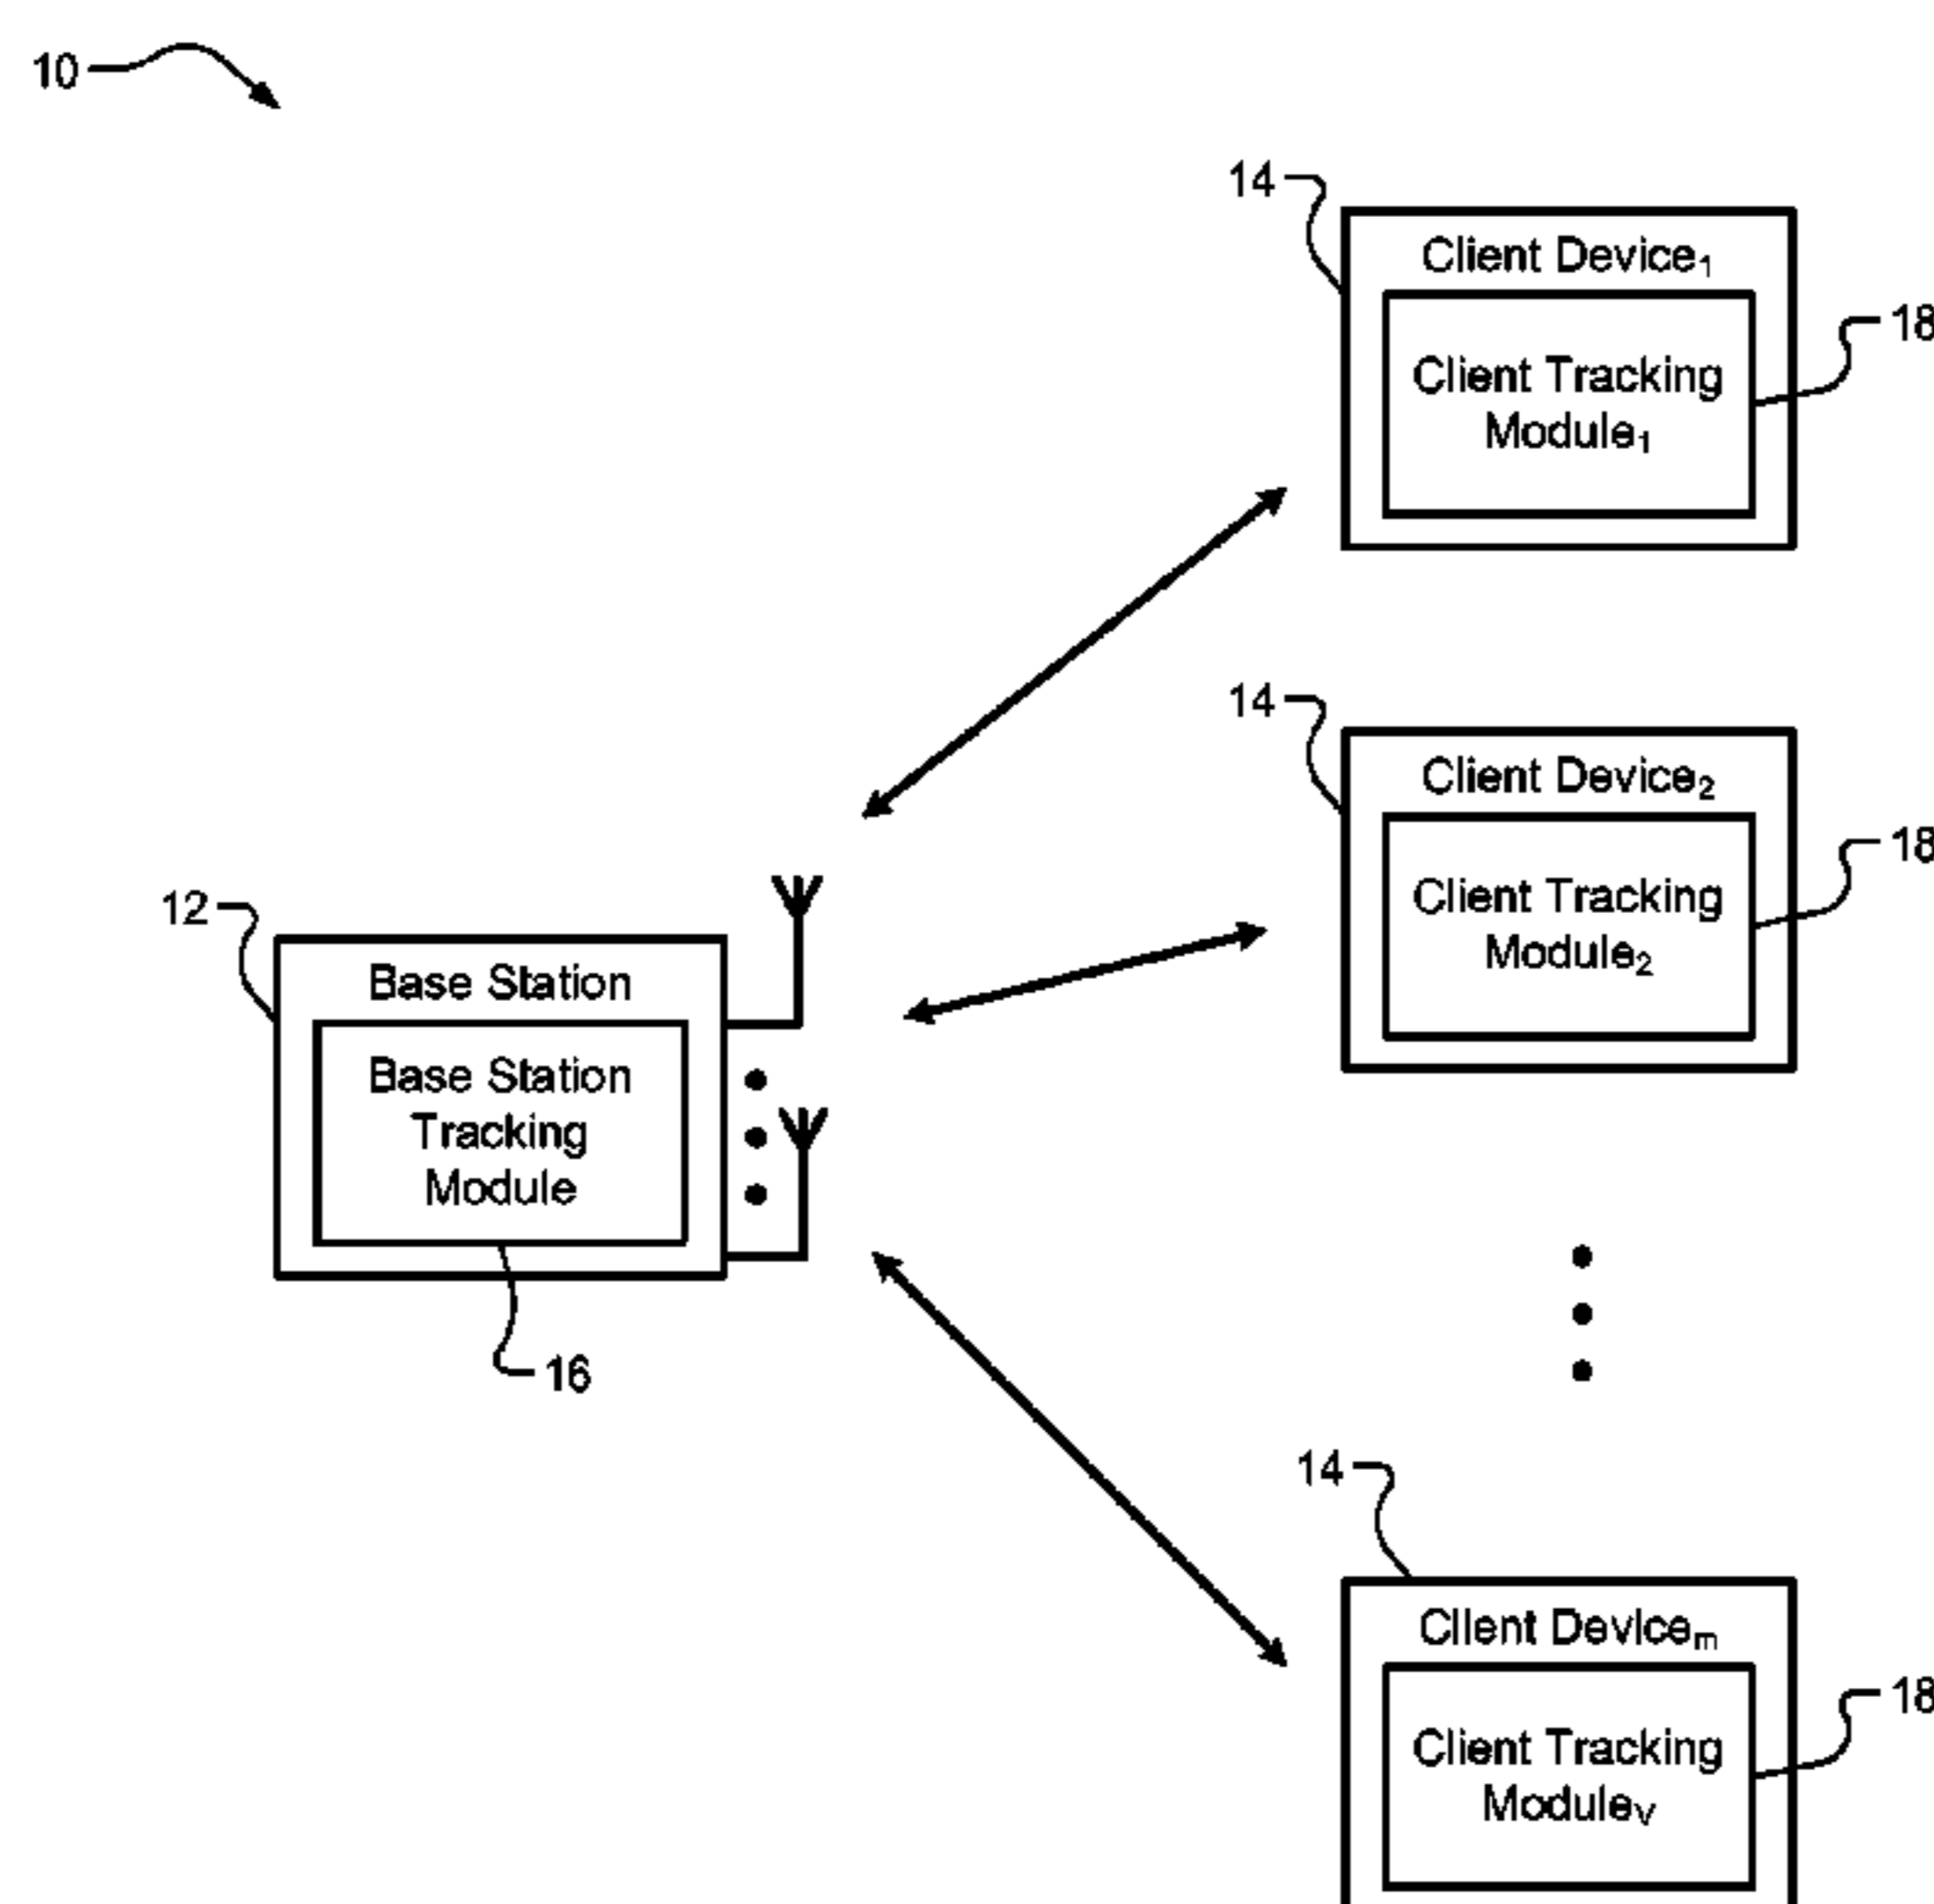 10
14
Client Device₁
18
Client Tracking
Module₁
14
Client Device₂
18
Client Tracking
Module₂
12
Base Station
Base Station
Tracking
Module
16
14
Client Deviceₘ
18
Client Tracking
Module_V